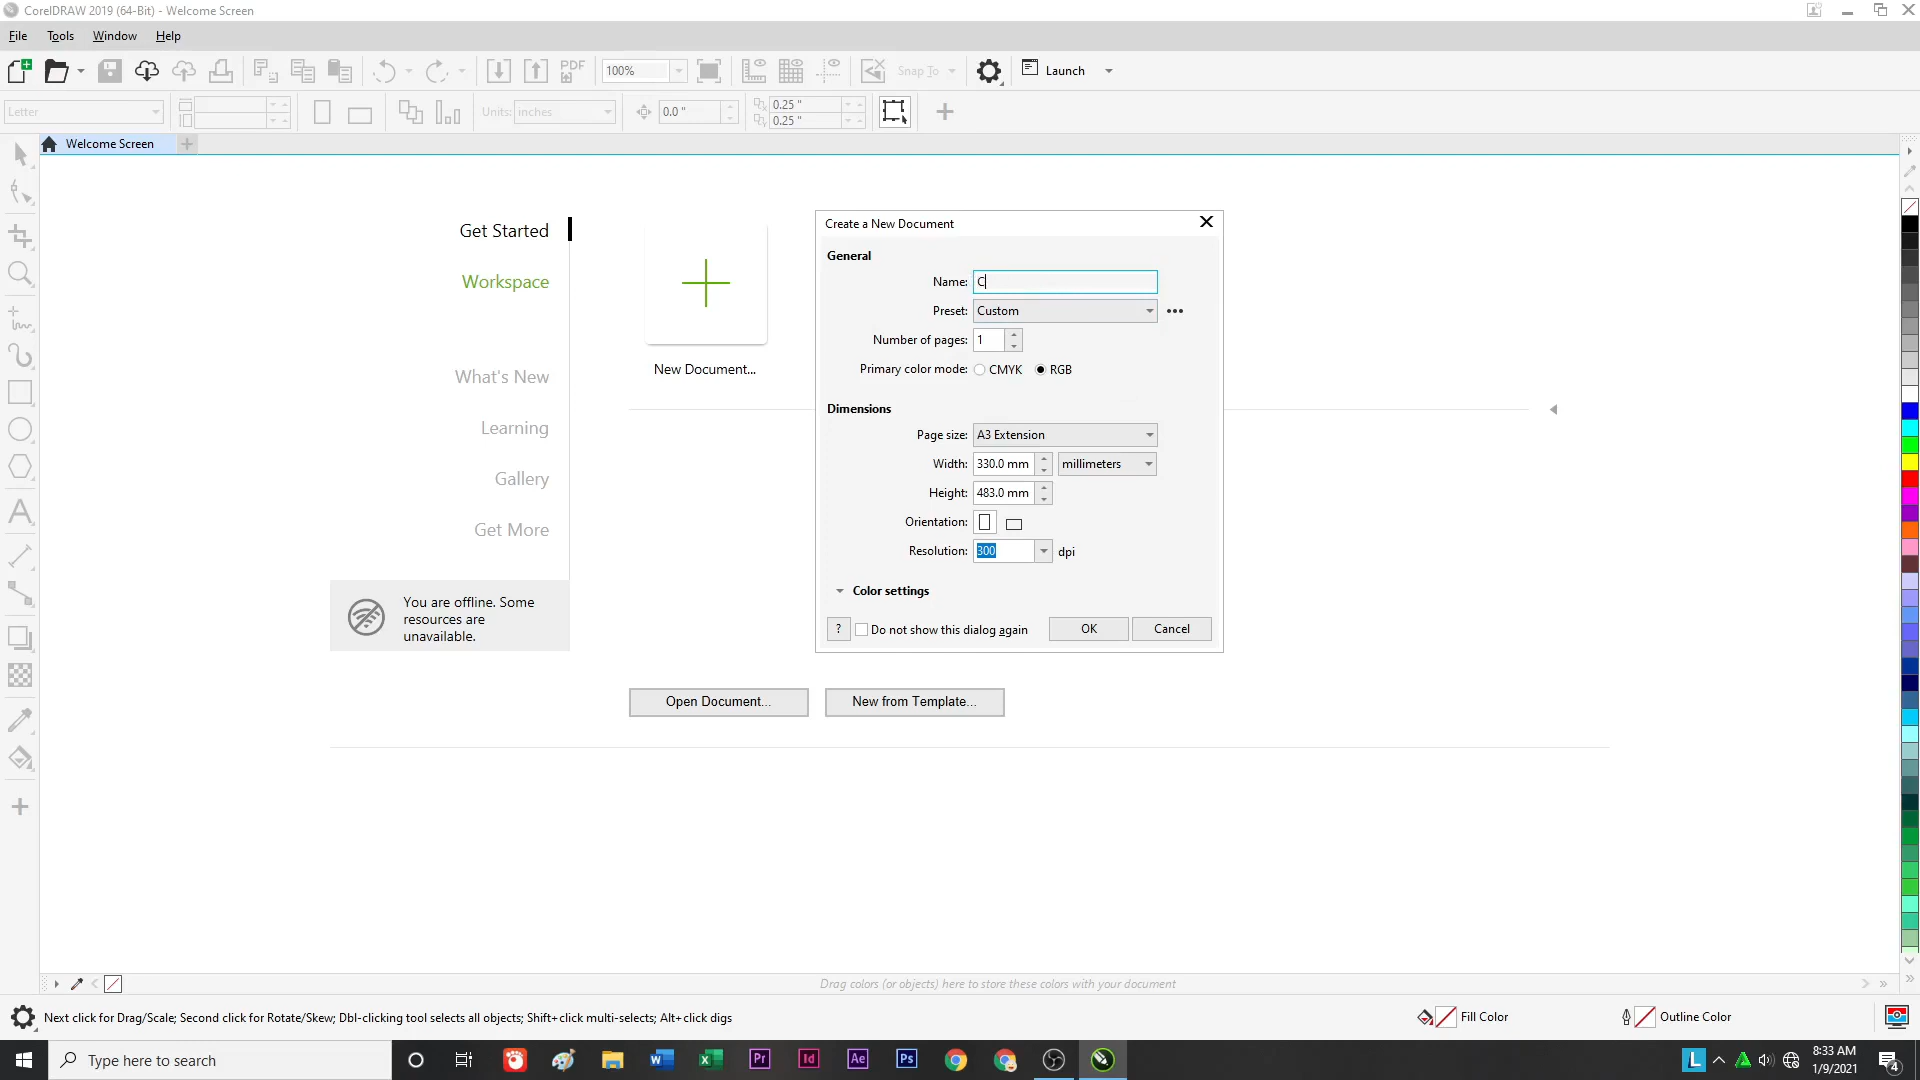 CorelDRAW 2019 (64-Bit) - Welcome Screen
File Tools Window Help
PDF 100% Snap To Launch
Letter Units: inches 0.0 " 0.25 "
0.25 "
Welcome Screen
Get Started
Workspace
What's New
Learning
Gallery
Get More
You are offline. Some
resources are
unavailable.
New Document...
Create a New Document
General
Name: C
Preset: Custom
Number of pages: 1
Primary color mode: CMYK RGB
Dimensions
Page size: A3 Extension
Width: 330.0 mm millimeters
Height: 483.0 mm
Orientation:
Resolution: 300 dpi
Color settings
? Do not show this dialog again OK Cancel
Open Document... New from Template...
Drag colors (or objects) here to store these colors with your document
Next click for Drag/Scale; Second click for Rotate/Skew; Dbl-clicking tool selects all objects; Shift+click multi-selects; Alt+click digs
Fill Color Outline Color
Type here to search
Pr Id Ae Ps
L 8:33 AM
1/9/2021
4